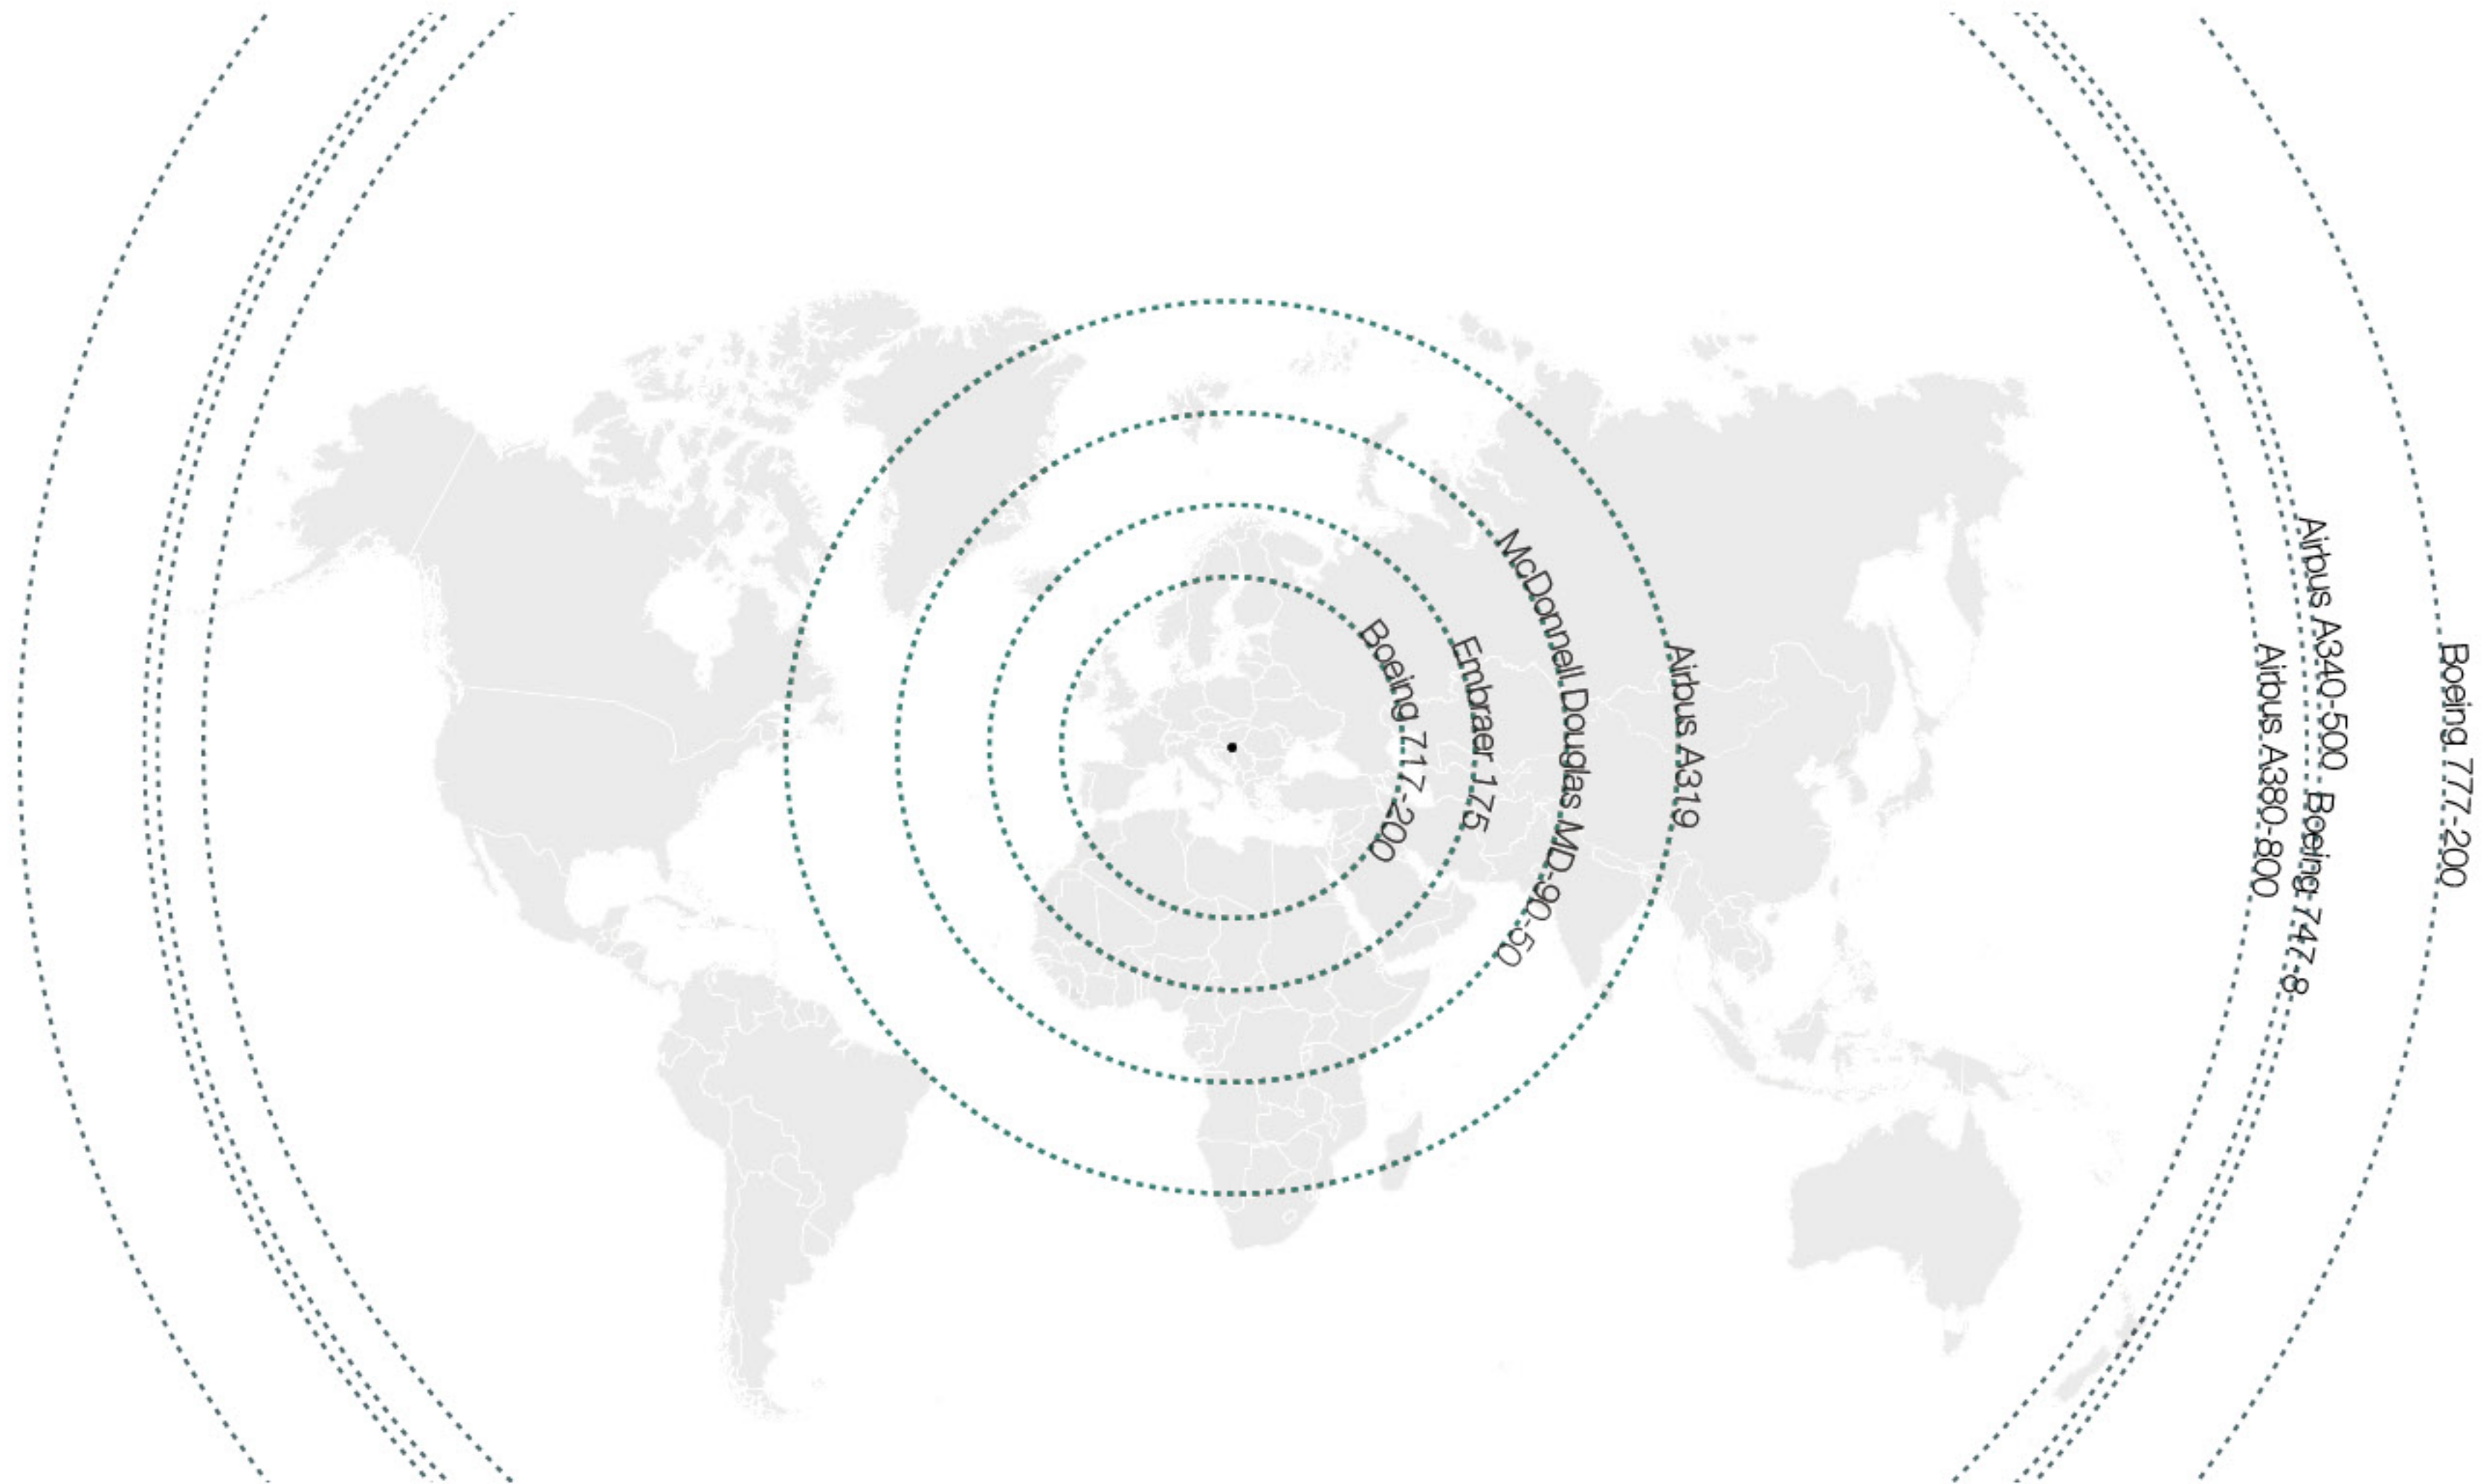 Boeing 717-200
Embraer 175
McDonnell Douglas MD-90-50
Airbus A319
Airbus A380-800
Boeing 747-8
Airbus A340-500
Boeing 777-200